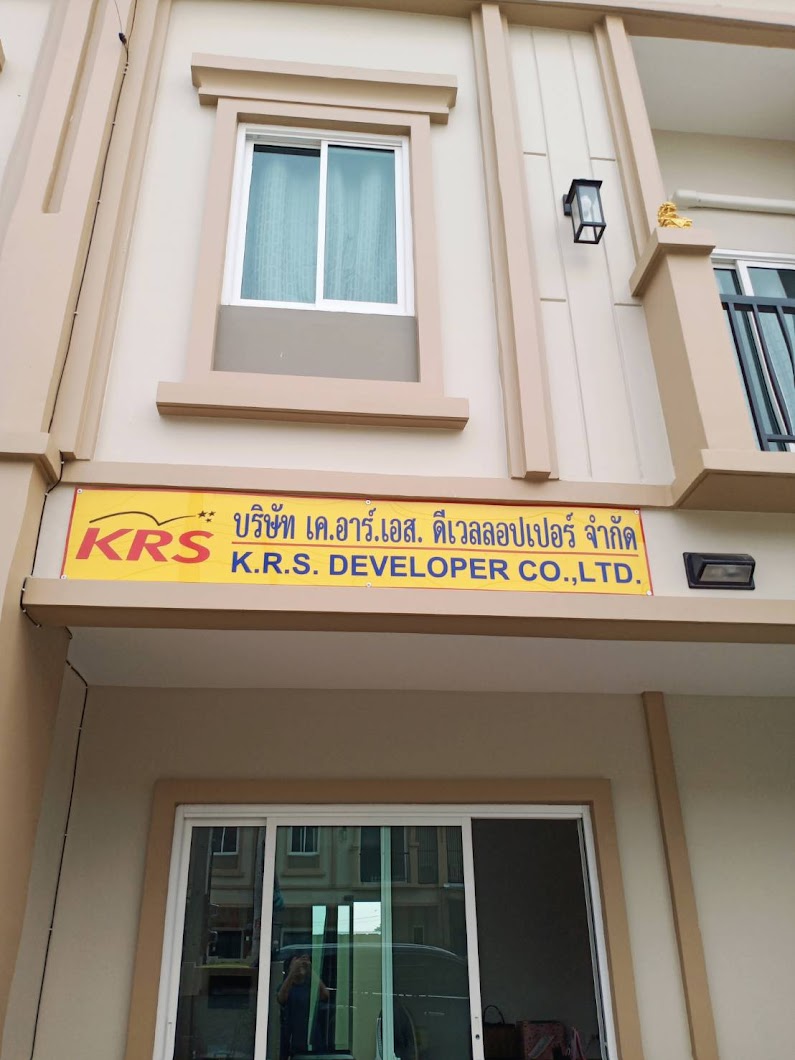 KRS
บริษัท เค.อาร์.เอส. ดีเวลลอปเปอร์ จำกัด
K.R.S. DEVELOPER CO.,LTD.